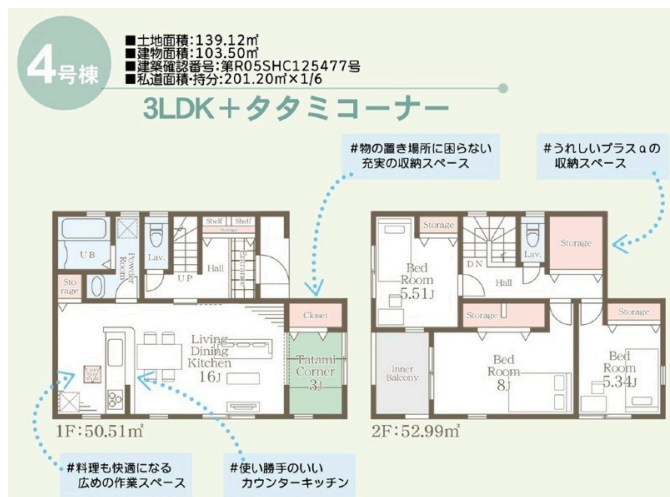 4号棟
■土地面積:139.12㎡
■建物面積:103.50㎡
■建築確認番号:第R05SHC125477号
■私道面積・持分:201.20㎡×1/6
3LDK+タタミコーナー
#物の置き場所に困らない
充実の収納スペース
#うれしいプラスαの
収納スペース
UB
Powder
Room
Lav.
UP
Shelf
Shelf
Storage
Hall
Entrance
Sto
rage
Living
Dining
Kitchen
16J
Closet
Tatami
Corner
3J
1F:50.51㎡
Storage
Bed
Room
5.51J
DN
Lav.
Hall
Storage
Inner
Balcony
Storage
Bed
Room
8J
Storage
Bed
Room
5.34J
2F:52.99㎡
#料理も快適になる
広めの作業スペース
#使い勝手のいい
カウンターキッチン